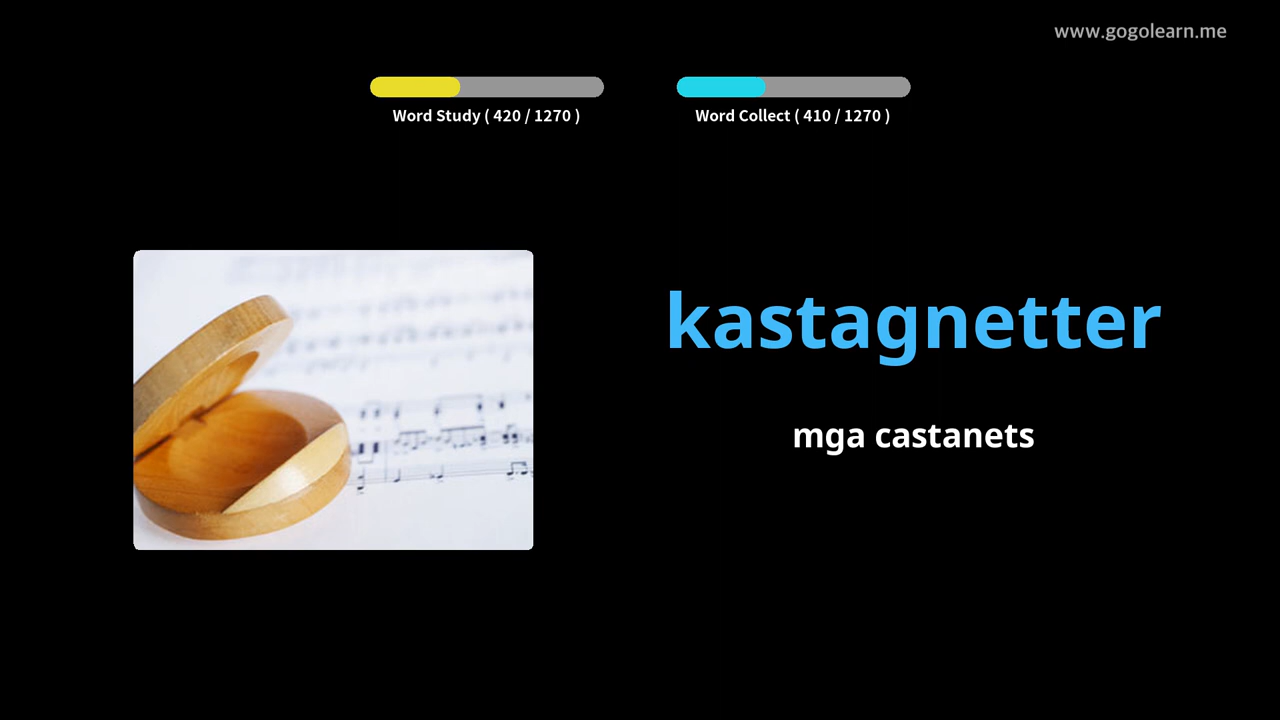 www.gogolearn.me
Word Study ( 420 / 1270 )
Word Collect ( 410 / 1270 )
kastagnetter
mga castanets